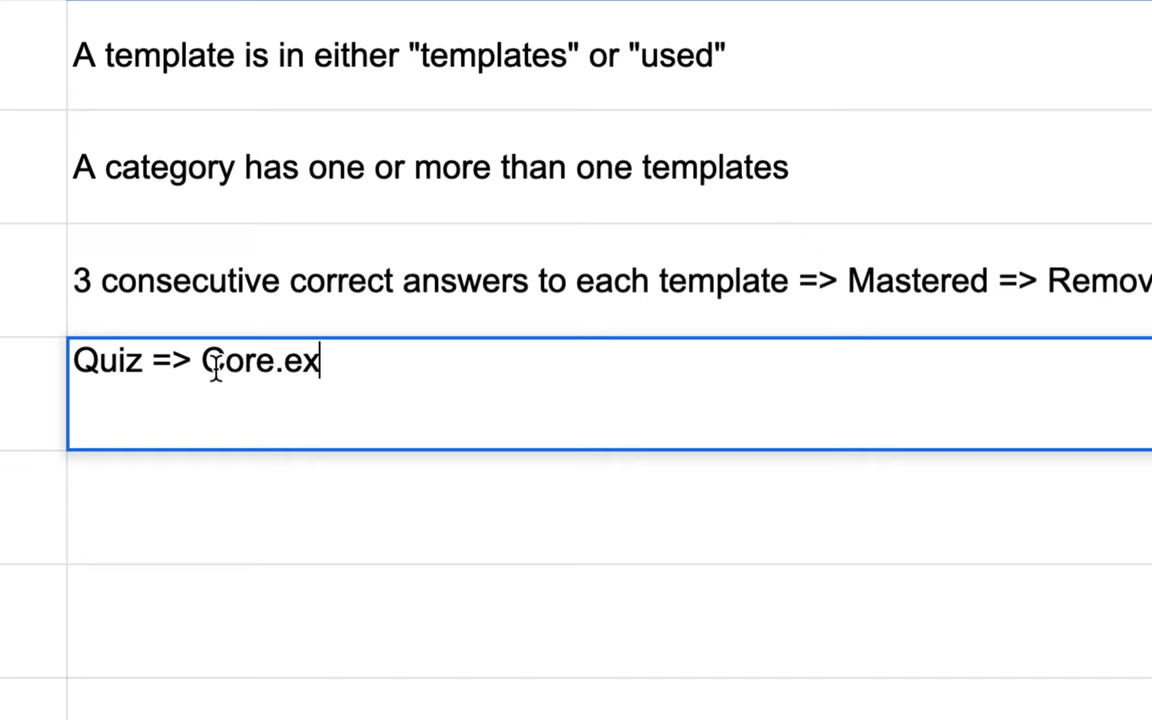 A template is in either "templates" or "used"
A category has one or more than one templates
3 consecutive correct answers to each template => Mastered => Remov
Quiz => Core.ex